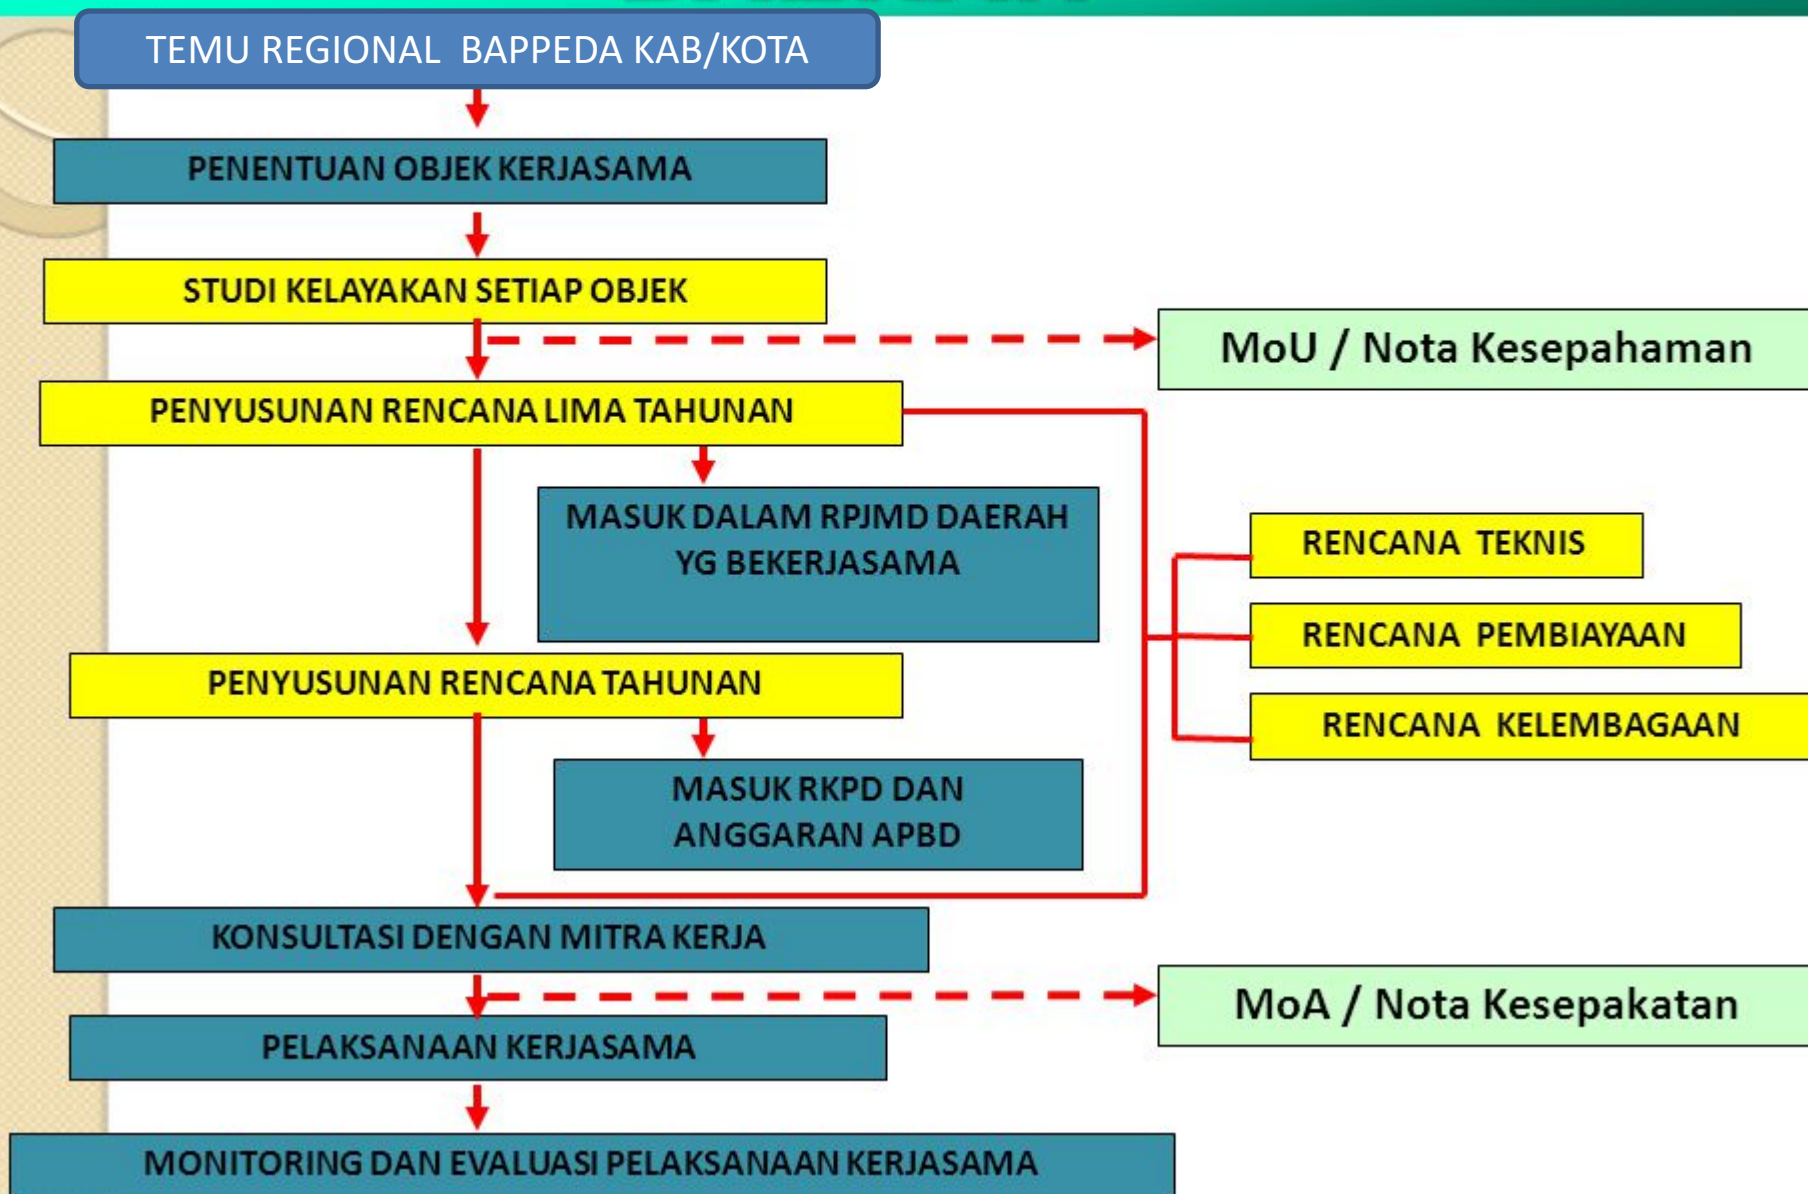 TEMU REGIONAL BAPPEDA KAB/KOTA
PENENTUAN OBJEK KERJASAMA
STUDI KELAYAKAN SETIAP OBJEK
MoU / Nota Kesepahaman
PENYUSUNAN RENCANA LIMA TAHUNAN
MASUK DALAM RPJMD DAERAH
YG BEKERJASAMA
RENCANA TEKNIS
RENCANA PEMBIAYAAN
RENCANA KELEMBAGAAN
PENYUSUNAN RENCANA TAHUNAN
MASUK RKPD DAN
ANGGARAN APBD
KONSULTASI DENGAN MITRA KERJA
MoA / Nota Kesepakatan
PELAKSANAAN KERJASAMA
MONITORING DAN EVALUASI PELAKSANAAN KERJASAMA